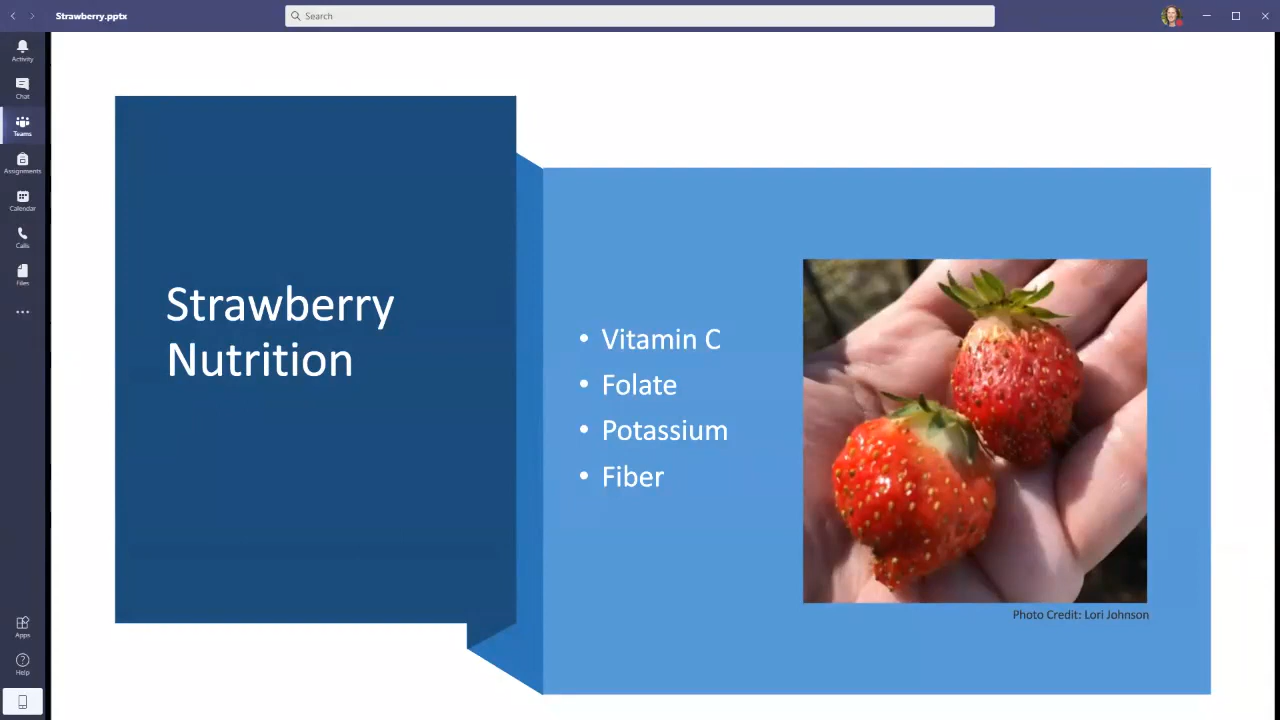 Strawberry.pptx
Search
Activity
Chat
Teams
Assignments
Calendar
Calls
Files
Apps
Help
Strawberry
Nutrition
• Vitamin C
• Folate
• Potassium
• Fiber
Photo Credit: Lori Johnson